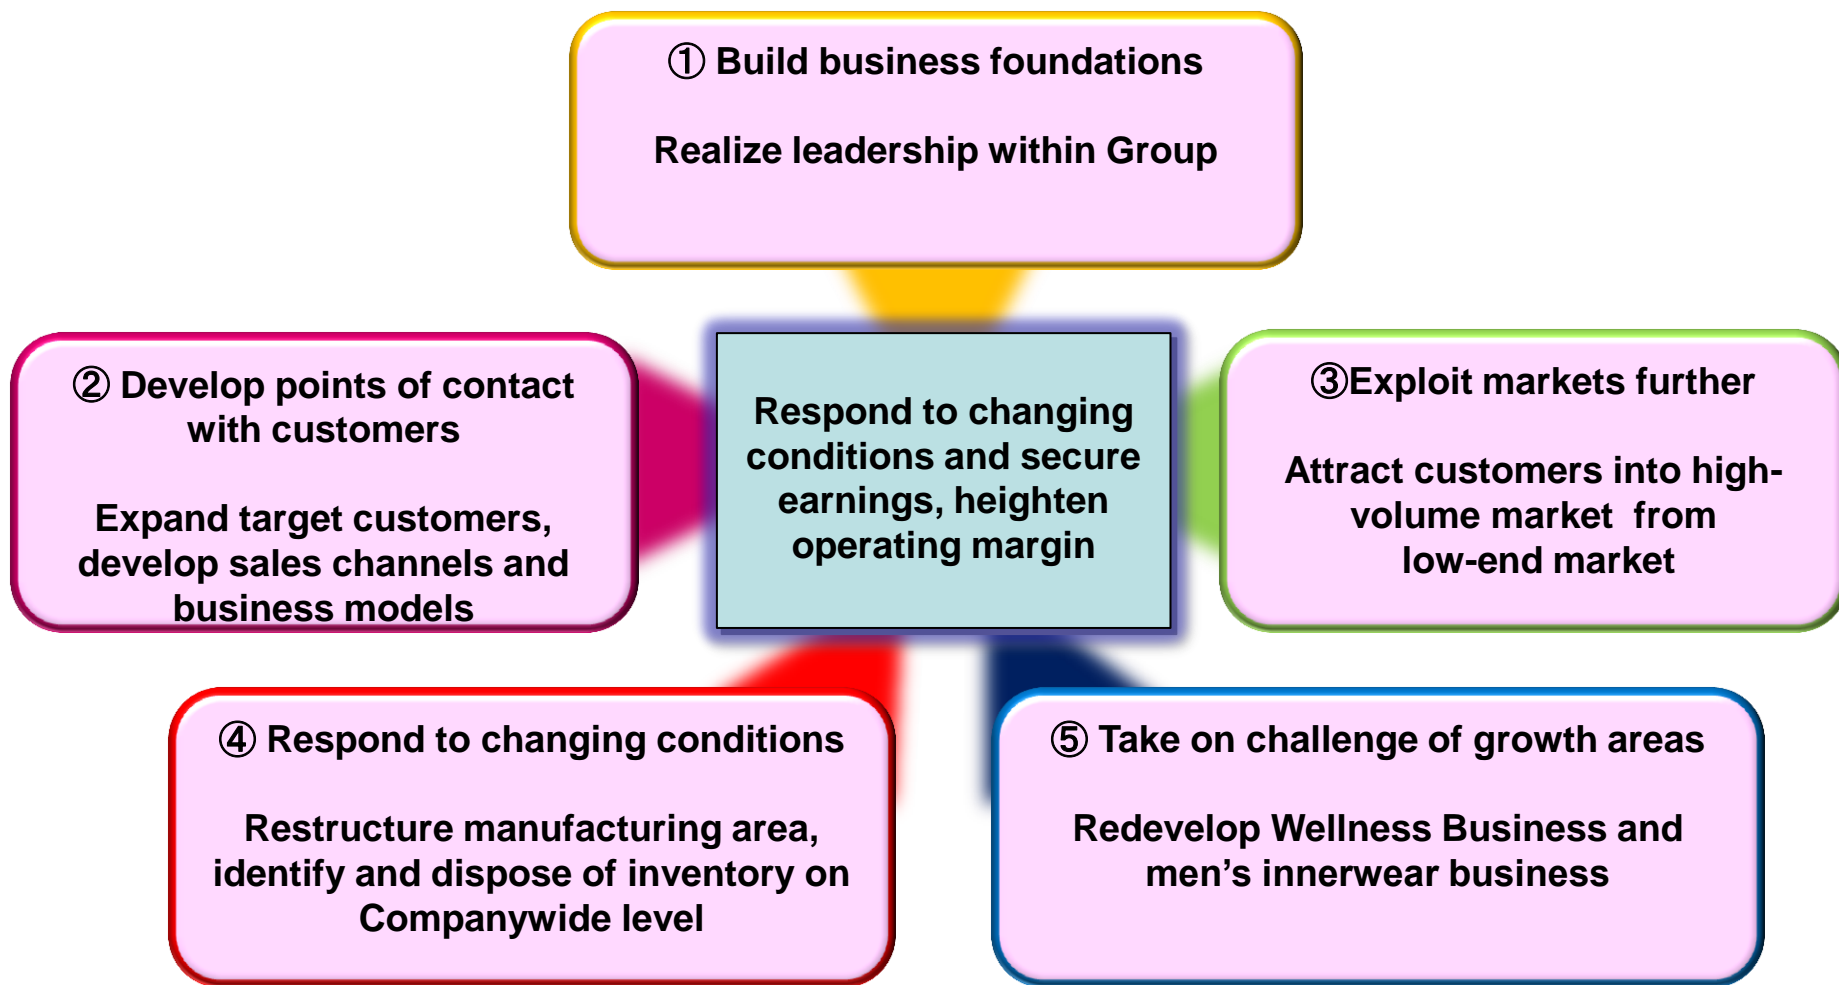 ① Build business foundations
Realize leadership within Group
② Develop points of contact
with customers
Expand target customers,
develop sales channels and
business models
Respond to changing
conditions and secure
earnings, heighten
operating margin
③Exploit markets further
Attract customers into high-
volume market from
low-end market
④ Respond to changing conditions
Restructure manufacturing area,
identify and dispose of inventory on
Companywide level
⑤ Take on challenge of growth areas
Redevelop Wellness Business and
men’s innerwear business